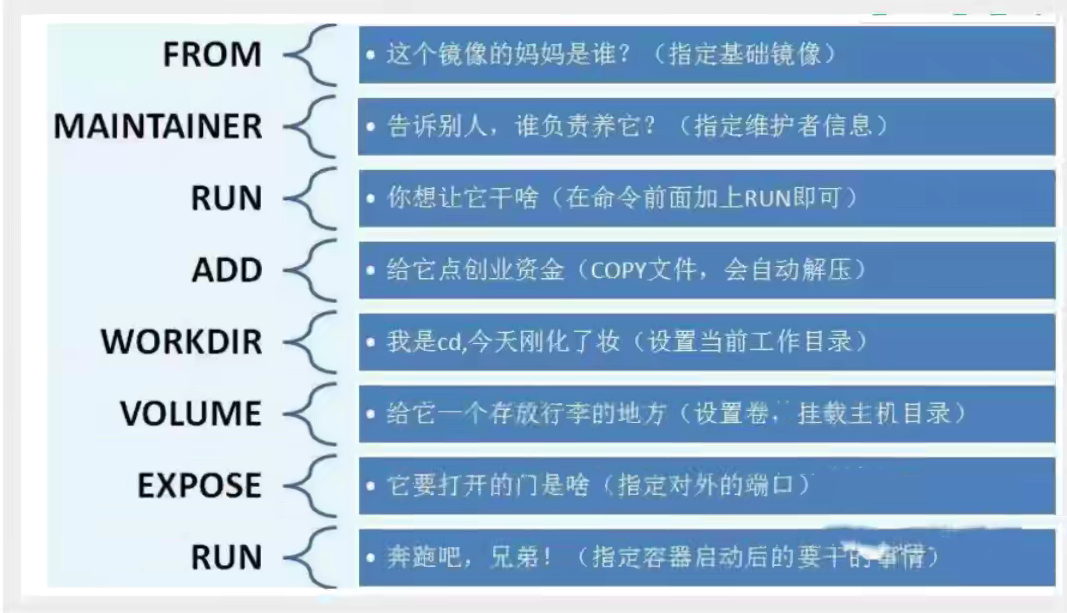 FROM • 这个镜像的妈妈是谁？（指定基础镜像）
MAINTAINER • 告诉别人，谁负责养它？（指定维护者信息）
RUN • 你想让它干啥（在命令前面加上RUN即可）
ADD • 给它点创业资金（COPY文件，会自动解压）
WORKDIR • 我是cd,今天刚化了妆（设置当前工作目录）
VOLUME • 给它一个存放行李的地方（设置卷，挂载主机目录）
EXPOSE • 它要打开的门是啥（指定对外的端口）
RUN • 奔跑吧，兄弟！（指定容器启动后的要干的事情）